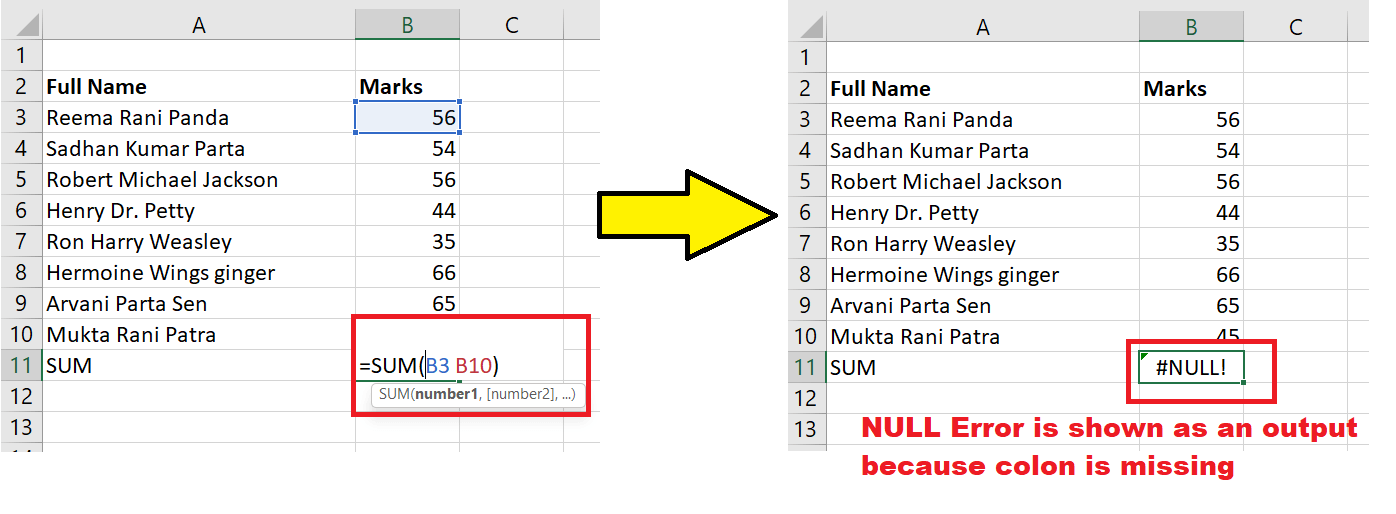 A B C
1
2 Full Name Marks
3 Reema Rani Panda 56
4 Sadhan Kumar Parta 54
5 Robert Michael Jackson 56
6 Henry Dr. Petty 44
7 Ron Harry Weasley 35
8 Hermoine Wings ginger 66
9 Arvani Parta Sen 65
10 Mukta Rani Patra
11 SUM =SUM(B3 B10)
12 SUM(number1, [number2], ...)
13
A B C
1
2 Full Name Marks
3 Reema Rani Panda 56
4 Sadhan Kumar Parta 54
5 Robert Michael Jackson 56
6 Henry Dr. Petty 44
7 Ron Harry Weasley 35
8 Hermoine Wings ginger 66
9 Arvani Parta Sen 65
10 Mukta Rani Patra 45
11 SUM #NULL!
12
13
NULL Error is shown as an output
because colon is missing